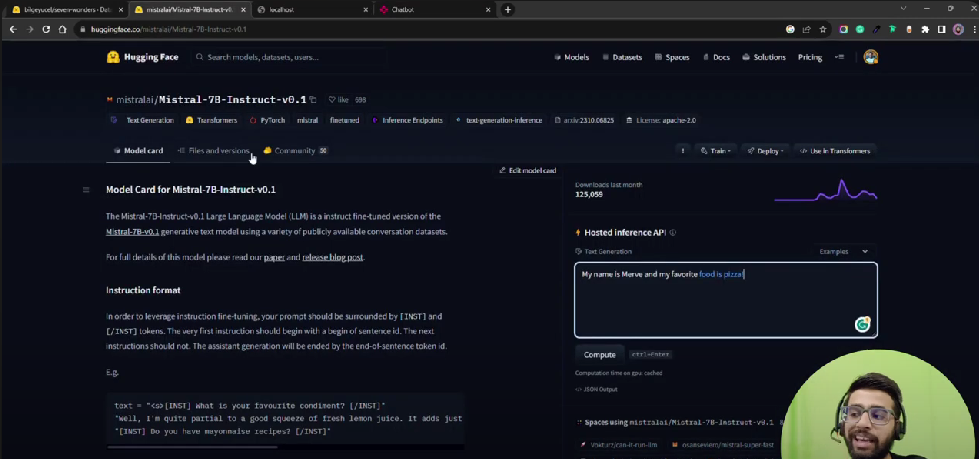 bilgeyucel/seven-wonders · Data
mistralai/Mistral-7B-Instruct-v0.1
localhost
Chatbot
huggingface.co/mistralai/Mistral-7B-Instruct-v0.1
Hugging Face
Search models, datasets, users...
Models
Datasets
Spaces
Docs
Solutions
Pricing
mistralai/Mistral-7B-Instruct-v0.1
like 698
Text Generation
Transformers
PyTorch
mistral
finetuned
Inference Endpoints
text-generation-inference
arxiv:2310.06825
License: apache-2.0
Model card
Files and versions
Community 50
Train
Deploy
</> Use in Transformers
Edit model card
Model Card for Mistral-7B-Instruct-v0.1
The Mistral-7B-Instruct-v0.1 Large Language Model (LLM) is a instruct fine-tuned version of the
Mistral-7B-v0.1 generative text model using a variety of publicly available conversation datasets.
For full details of this model please read our paper and release blog post.
Instruction format
In order to leverage instruction fine-tuning, your prompt should be surrounded by [INST] and
[/INST] tokens. The very first instruction should begin with a begin of sentence id. The next
instructions should not. The assistant generation will be ended by the end-of-sentence token id.
E.g.
text = "<s>[INST] What is your favourite condiment? [/INST]"
"Well, I'm quite partial to a good squeeze of fresh lemon juice. It adds just
"[INST] Do you have mayonnaise recipes? [/INST]"
Downloads last month
125,059
Hosted inference API
Text Generation
Examples
My name is Merve and my favorite food is pizza!
Compute
ctrl+Enter
Computation time on gpu: cached
</> JSON Output
Spaces using mistralai/Mistral-7B-Instruct-v0.1
Vokturz/can-it-run-llm
osanseviero/mistral-super-fast